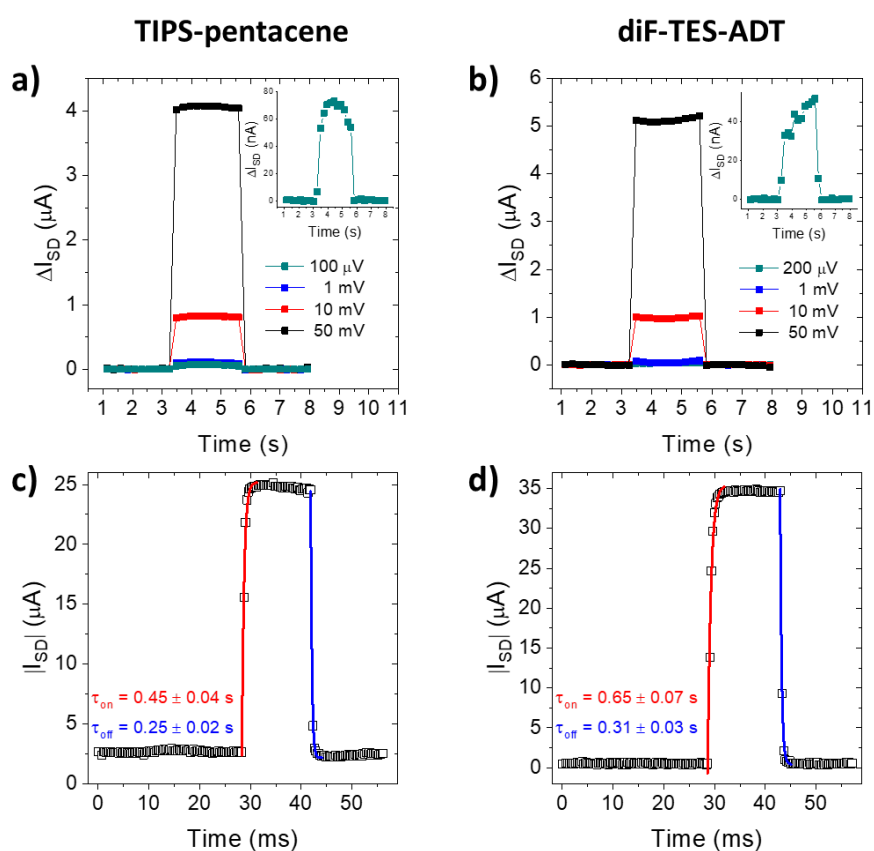 TIPS-pentacene
diF-TES-ADT
a)
4
3
2
1
0
1 2 3 4 5 6 7 8 9 10 11
Time (s)
ΔI_SD (μA)
80
60
40
20
0
1 2 3 4 5 6 7 8
Time (s)
ΔI_SD (nA)
100 μV
1 mV
10 mV
50 mV
b)
6
5
4
3
2
1
0
0 1 2 3 4 5 6 7 8 9 10 11
Time (s)
ΔI_SD (μA)
40
20
0
1 2 3 4 5 6 7 8
Time (s)
ΔI_SD (nA)
200 μV
1 mV
10 mV
50 mV
c)
25
20
15
10
5
0
0 10 20 30 40 50
Time (ms)
|I_SD| (μA)
τ_on = 0.45 ± 0.04 s
τ_off = 0.25 ± 0.02 s
d)
35
30
25
20
15
10
5
0
0 10 20 30 40 50
Time (ms)
|I_SD| (μA)
τ_on = 0.65 ± 0.07 s
τ_off = 0.31 ± 0.03 s